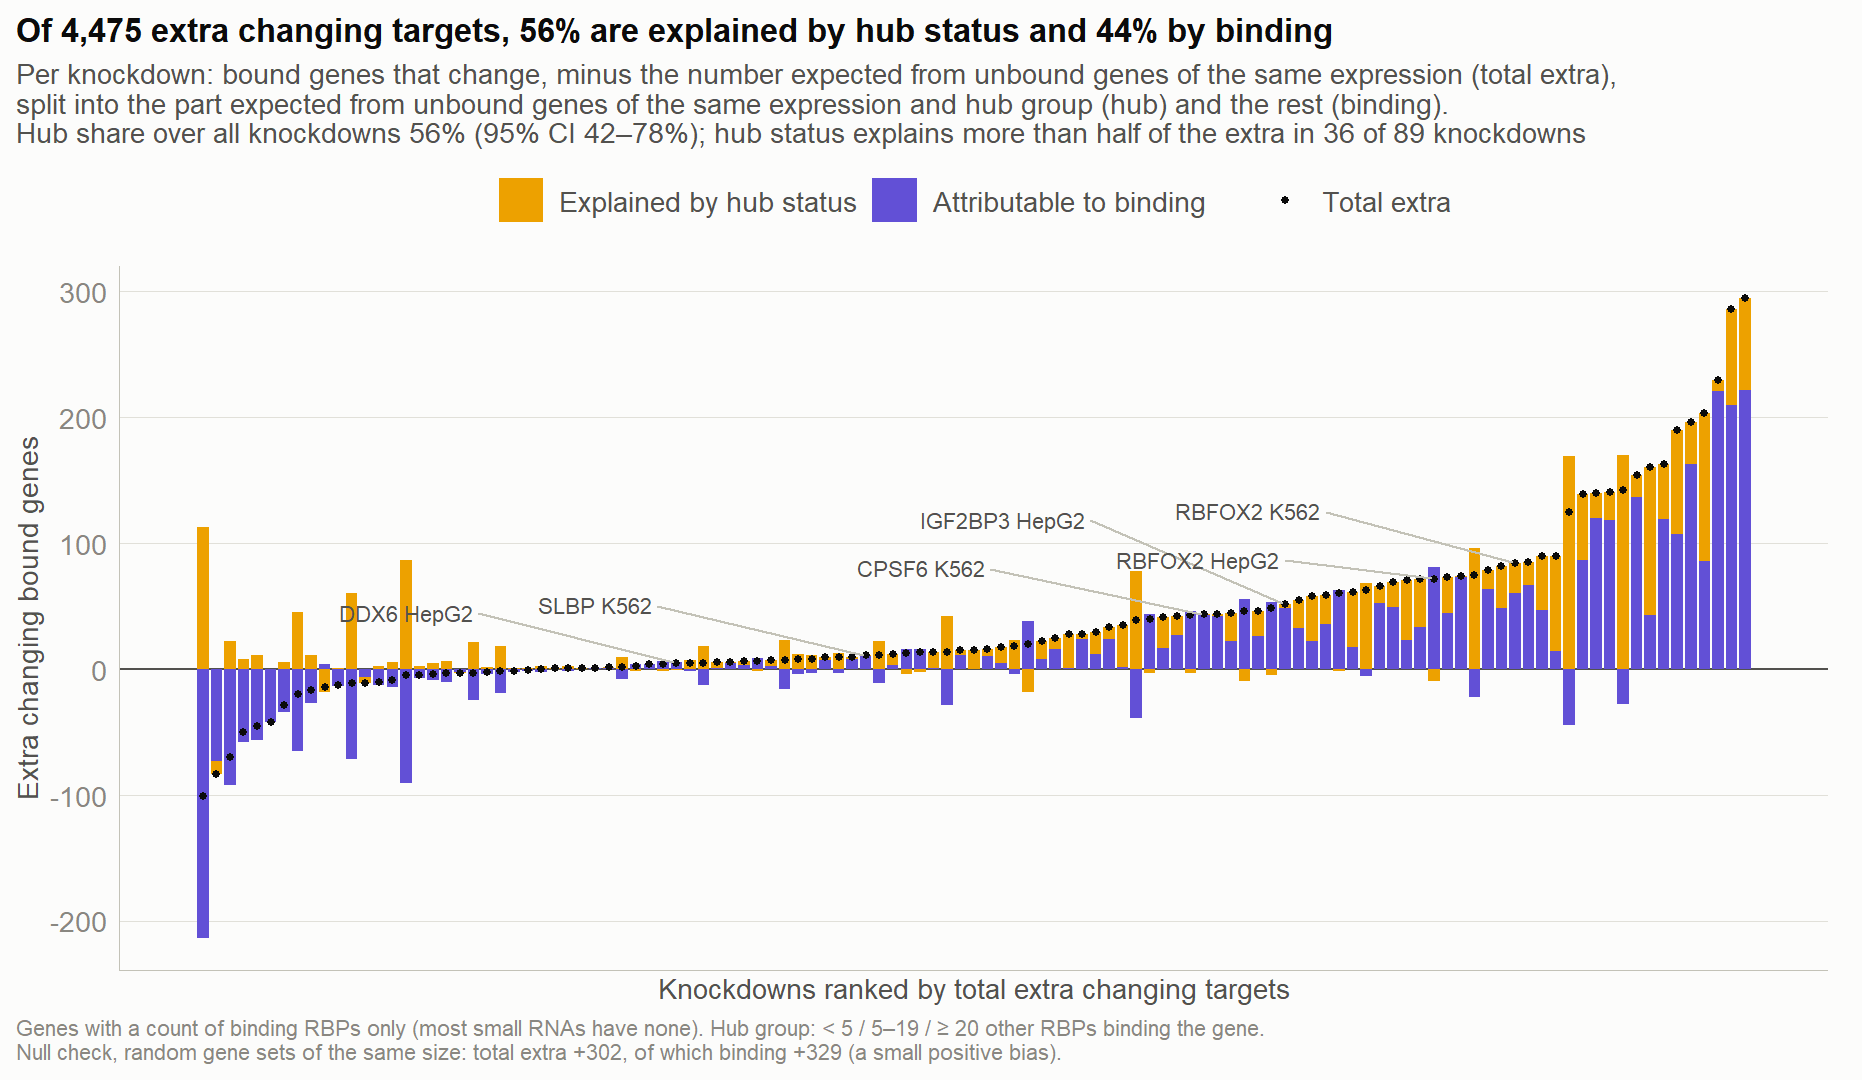 Of 4,475 extra changing targets, 56% are explained by hub status and 44% by binding
Per knockdown: bound genes that change, minus the number expected from unbound genes of the same expression (total extra),
split into the part expected from unbound genes of the same expression and hub group (hub) and the rest (binding).
Hub share over all knockdowns 56% (95% CI 42–78%); hub status explains more than half of the extra in 36 of 89 knockdowns
Explained by hub status
Attributable to binding
Total extra
Extra changing bound genes
300
200
100
0
-100
-200
DDX6 HepG2
SLBP K562
CPSF6 K562
IGF2BP3 HepG2
RBFOX2 HepG2
RBFOX2 K562
Knockdowns ranked by total extra changing targets
Genes with a count of binding RBPs only (most small RNAs have none). Hub group: < 5 / 5–19 / ≥ 20 other RBPs binding the gene.
Null check, random gene sets of the same size: total extra +302, of which binding +329 (a small positive bias).